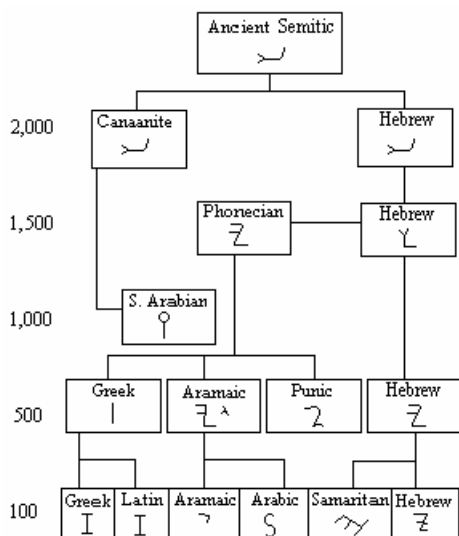 Ancient Semitic
2,000
Canaanite
Hebrew
1,500
Phonecian
Hebrew
S. Arabian
1,000
Greek
Aramaic
Punic
Hebrew
500
Greek
Latin
Aramaic
Arabic
Samaritan
Hebrew
100